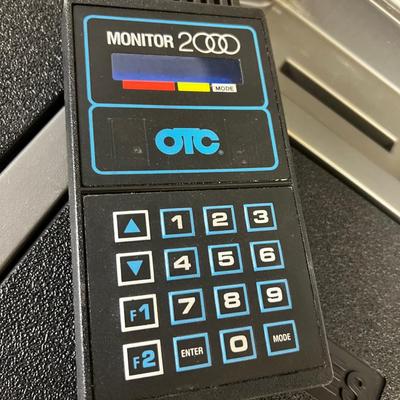 MONITOR 2000
MODE
OTC
▲ 1 2 3
▼ 4 5 6
F1 7 8 9
F2 ENTER 0 MODE
S